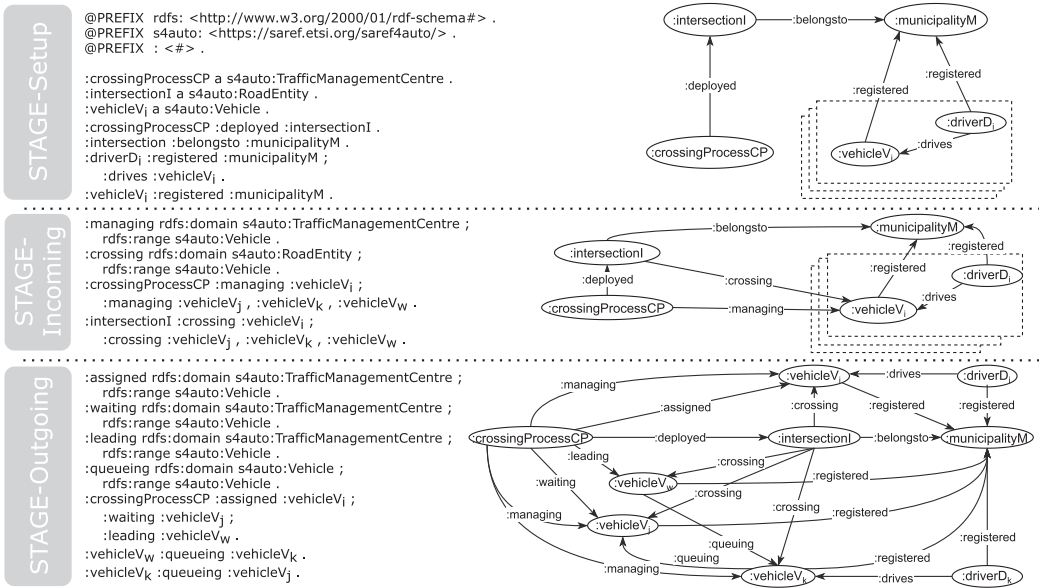 STAGE-Setup
@PREFIX rdfs: <http://www.w3.org/2000/01/rdf-schema#> .
@PREFIX s4auto: <https://saref.etsi.org/saref4auto/> .
@PREFIX : <#> .
:crossingProcessCP a s4auto:TrafficManagementCentre .
:intersectionI a s4auto:RoadEntity .
:vehicleVi a s4auto:Vehicle .
:crossingProcessCP :deployed :intersectionI .
:intersection :belongsto :municipalityM .
:driverDi :registered :municipalityM ;
:drives :vehicleVi .
:vehicleVi :registered :municipalityM .
:intersectionI
:belongsto
:municipalityM
:deployed
:registered
:registered
:driverDi
:drives
:vehicleVi
:crossingProcessCP
STAGE-
Incoming
:managing rdfs:domain s4auto:TrafficManagementCentre ;
rdfs:range s4auto:Vehicle .
:crossing rdfs:domain s4auto:RoadEntity ;
rdfs:range s4auto:Vehicle .
:crossingProcessCP :managing :vehicleVi ;
:managing :vehicleVj , :vehicleVk , :vehicleVw .
:intersectionI :crossing :vehicleVi ;
:crossing :vehicleVj , :vehicleVk , :vehicleVw .
:belongsto
:municipalityM
:intersectionI
:registered
:registered
:deployed
:crossing
:driverDi
:drives
:crossingProcessCP
:managing
:vehicleVi
STAGE-Outgoing
:assigned rdfs:domain s4auto:TrafficManagementCentre ;
rdfs:range s4auto:Vehicle .
:waiting rdfs:domain s4auto:TrafficManagementCentre ;
rdfs:range s4auto:Vehicle .
:leading rdfs:domain s4auto:TrafficManagementCentre ;
rdfs:range s4auto:Vehicle .
:queueing rdfs:domain s4auto:Vehicle ;
rdfs:range s4auto:Vehicle .
:crossingProcessCP :assigned :vehicleVi ;
:waiting :vehicleVj ;
:leading :vehicleVw .
:vehicleVw :queueing :vehicleVk .
:vehicleVk :queueing :vehicleVj .
:managing
:vehicleVi
:drives
:driverDi
:assigned
:crossing
:registered
:registered
:crossingProcessCP
:deployed
:intersectionI
:belongsto
:municipalityM
:leading
:crossing
:waiting
:vehicleVw
:registered
:crossing
:managing
:crossing
:registered
:vehicleVj
:queuing
:registered
:registered
:queuing
:managing
:vehicleVk
:drives
:driverDk